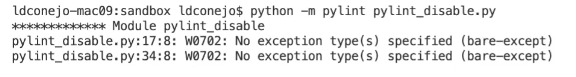 ldconejo-mac09:sandbox ldconejo$ python -m pylint pylint_disable.py
************* Module pylint_disable
pylint_disable.py:17:8: W0702: No exception type(s) specified (bare-except)
pylint_disable.py:34:8: W0702: No exception type(s) specified (bare-except)